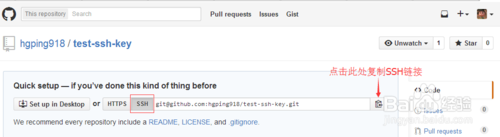 This repository
Search
Pull requests Issues Gist
hgping918 / test-ssh-key
Unwatch 1
Star 0
点击此处复制SSH链接
Quick setup — if you've done this kind of thing before
Set up in Desktop or HTTPS SSH git@github.com:hgping918/test-ssh-key.git
We recommend every repository include a README, LICENSE, and .gitignore.
Code
Issues
Pull requests